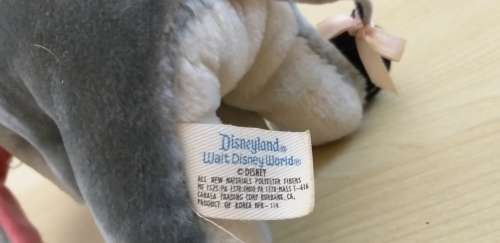 Disneyland®
Walt Disney World®
© DISNEY
ALL NEW MATERIALS POLYESTER FIBERS
CANASA TRADING CORP BURBANK, CA.
PRODUCT OF KOREA